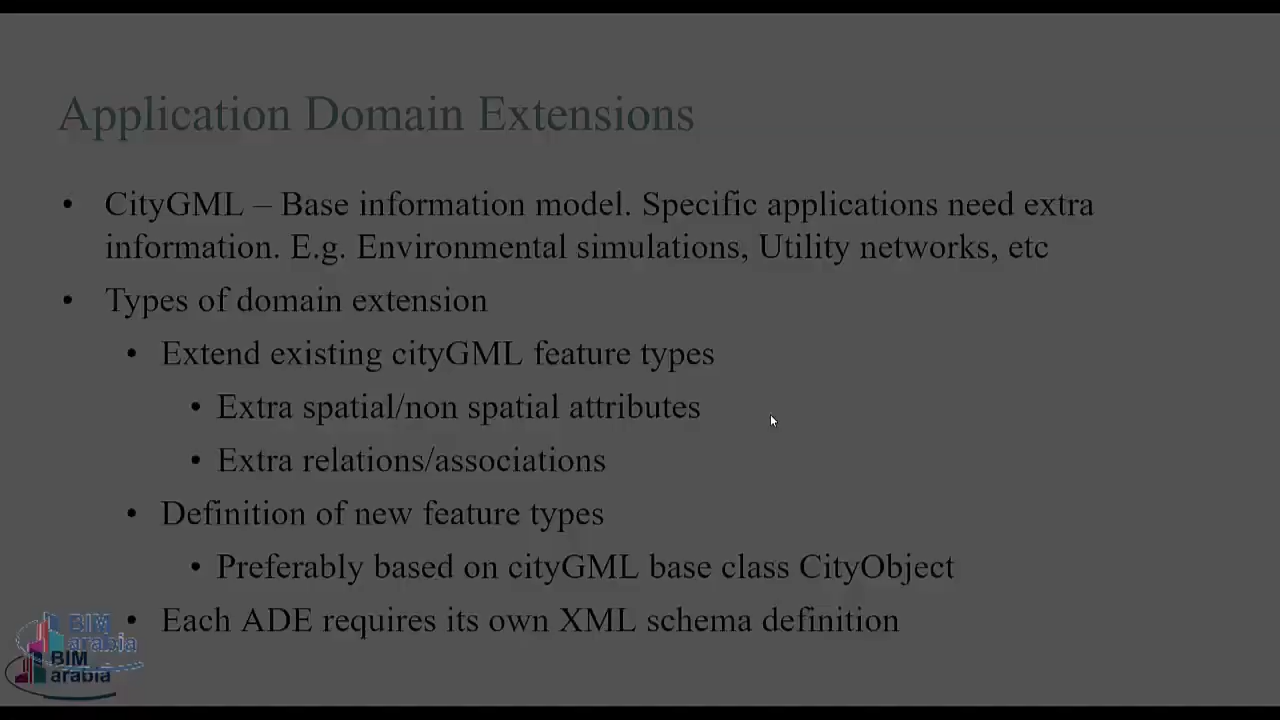 Application Domain Extensions
• CityGML – Base information model. Specific applications need extra
information. E.g. Environmental simulations, Utility networks, etc
• Types of domain extension
• Extend existing cityGML feature types
• Extra spatial/non spatial attributes
• Extra relations/associations
• Definition of new feature types
• Preferably based on cityGML base class CityObject
• Each ADE requires its own XML schema definition
BIM
arabia
BIM
arabia